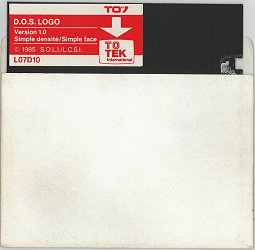 TO7
D.O.S. LOGO
Version 1.0
Simple densité/Simple face
© 1985 S.O.L.I./L.C.S.I.
L07D10
TO
TEK
international